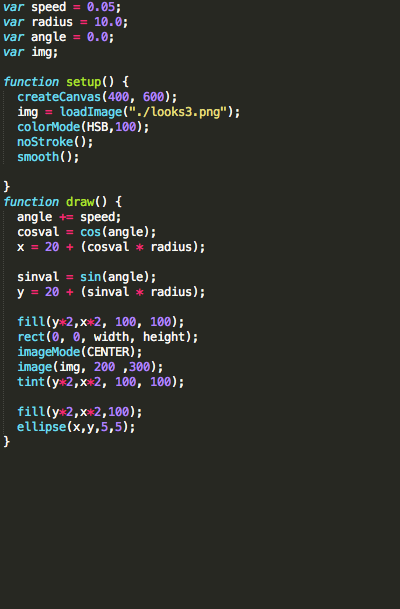 var speed = 0.05;
var radius = 10.0;
var angle = 0.0;
var img;

function setup() {
  createCanvas(400, 600);
  img = loadImage("./looks3.png");
  colorMode(HSB,100);
  noStroke();
  smooth();

}
function draw() {
  angle += speed;
  cosval = cos(angle);
  x = 20 + (cosval * radius);

  sinval = sin(angle);
  y = 20 + (sinval * radius);

  fill(y*2,x*2, 100, 100);
  rect(0, 0, width, height);
  imageMode(CENTER);
  image(img, 200 ,300);
  tint(y*2,x*2, 100, 100);

  fill(y*2,x*2,100);
  ellipse(x,y,5,5);
}